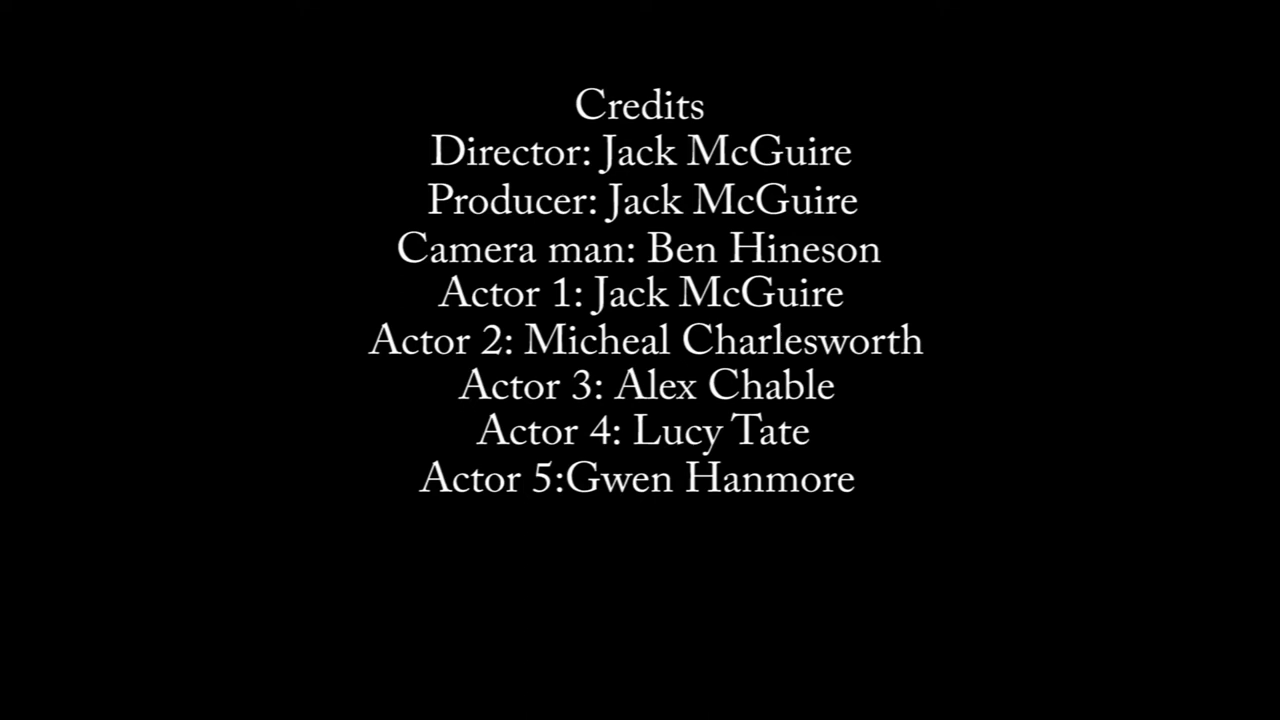 Credits
Director: Jack McGuire
Producer: Jack McGuire
Camera man: Ben Hineson
Actor 1: Jack McGuire
Actor 2: Micheal Charlesworth
Actor 3: Alex Chable
Actor 4: Lucy Tate
Actor 5:Gwen Hanmore